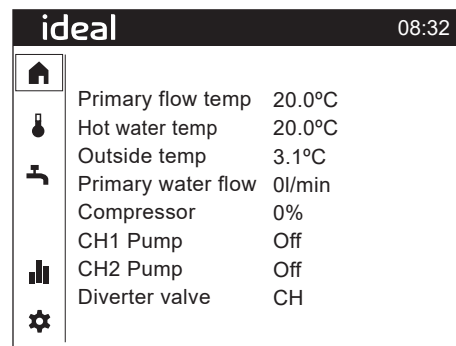 ideal 08:32
Primary flow temp 20.0ºC
Hot water temp 20.0ºC
Outside temp 3.1ºC
Primary water flow 0l/min
Compressor 0%
CH1 Pump Off
CH2 Pump Off
Diverter valve CH